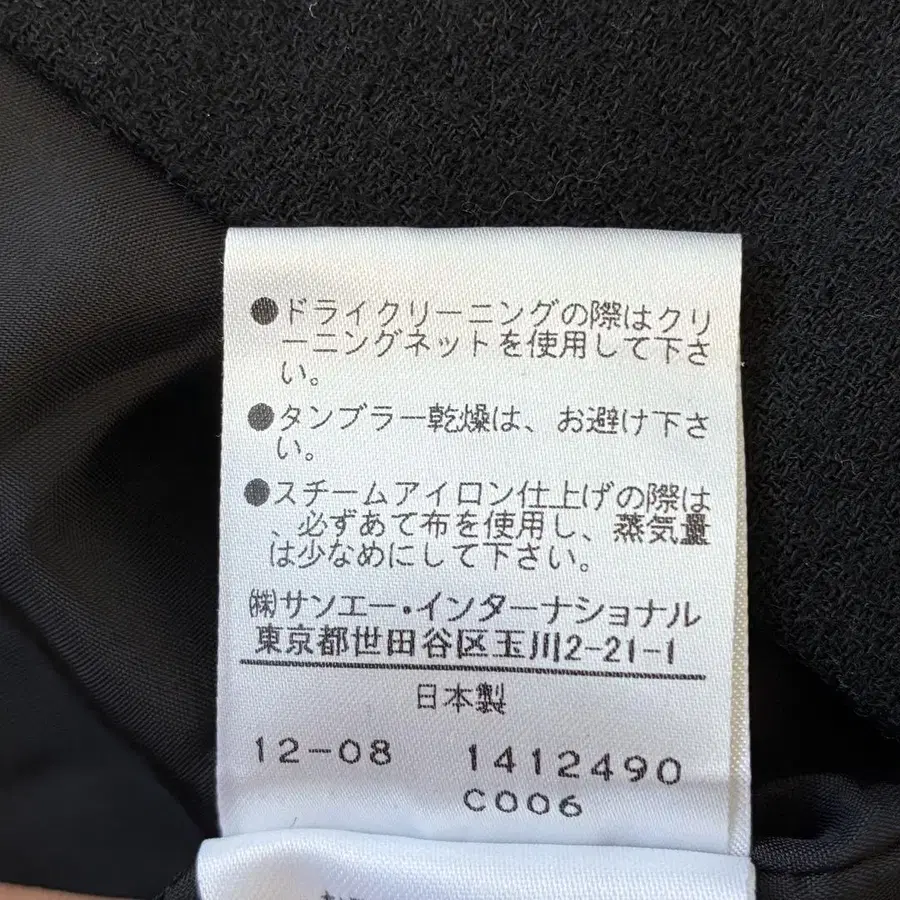 ●ドライクリーニングの際はクリ
ーニングネットを使用して下さ
い。
●タンブラー乾燥は、お避け下さ
い。
●スチームアイロン仕上げの際は
、必ずあて布を使用し、蒸気量
は少なめにして下さい。
㈱サンエー・インターナショナル
東京都世田谷区玉川2-21-1
日本製
12-08 1412490
C006